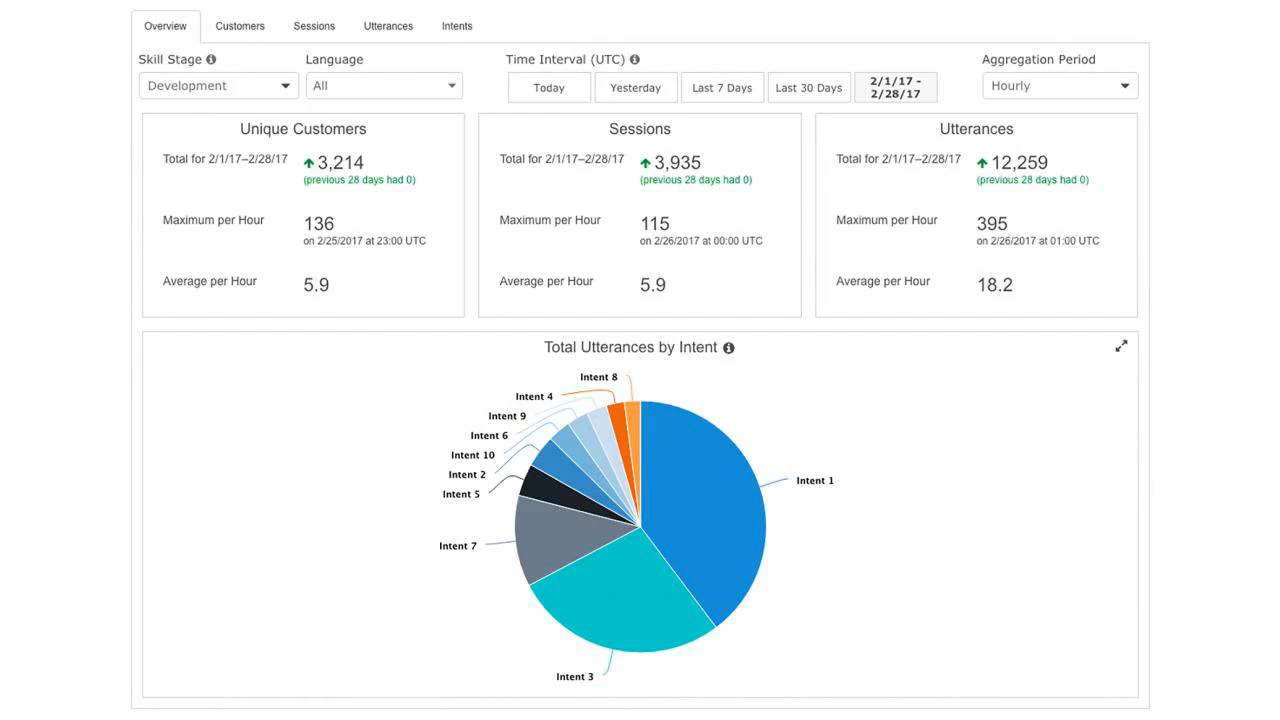 Overview
Customers
Sessions
Utterances
Intents
Skill Stage
Language
Time Interval (UTC)
Aggregation Period
Development
All
Today
Yesterday
Last 7 Days
Last 30 Days
2/1/17 -
2/28/17
Hourly
Unique Customers
Total for 2/1/17–2/28/17
3,214
(previous 28 days had 0)
Maximum per Hour
136
on 2/25/2017 at 23:00 UTC
Average per Hour
5.9
Sessions
Total for 2/1/17–2/28/17
3,935
(previous 28 days had 0)
Maximum per Hour
115
on 2/26/2017 at 00:00 UTC
Average per Hour
5.9
Utterances
Total for 2/1/17–2/28/17
12,259
(previous 28 days had 0)
Maximum per Hour
395
on 2/26/2017 at 01:00 UTC
Average per Hour
18.2
Total Utterances by Intent
Intent 8
Intent 4
Intent 9
Intent 6
Intent 10
Intent 2
Intent 5
Intent 1
Intent 7
Intent 3